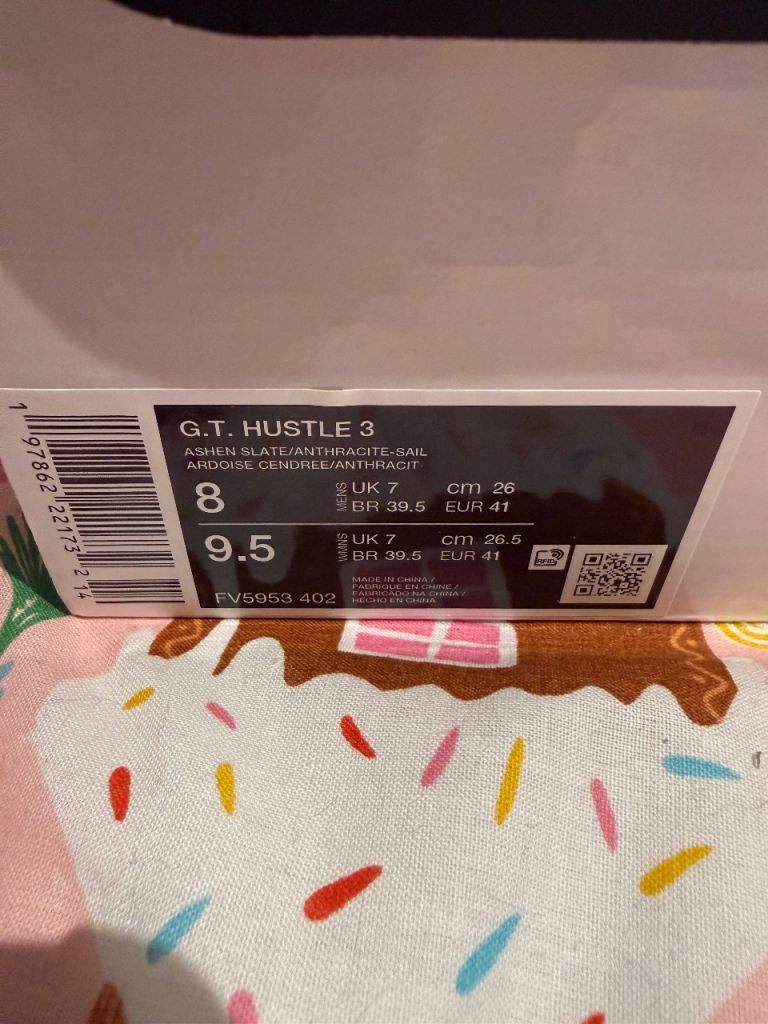 G.T. HUSTLE 3
ASHEN SLATE/ANTHRACITE-SAIL
ARDOISE CENDREE/ANTHRACIT
8 MENS UK 7 cm 26
BR 39.5 EUR 41
9.5 WMNS UK 7 cm 26.5
BR 39.5 EUR 41
RFID
FV5953 402
MADE IN CHINA /
FABRIQUE EN CHINE /
FABRICADO NA CHINA /
HECHO EN CHINA
1 97862 22173 2 14